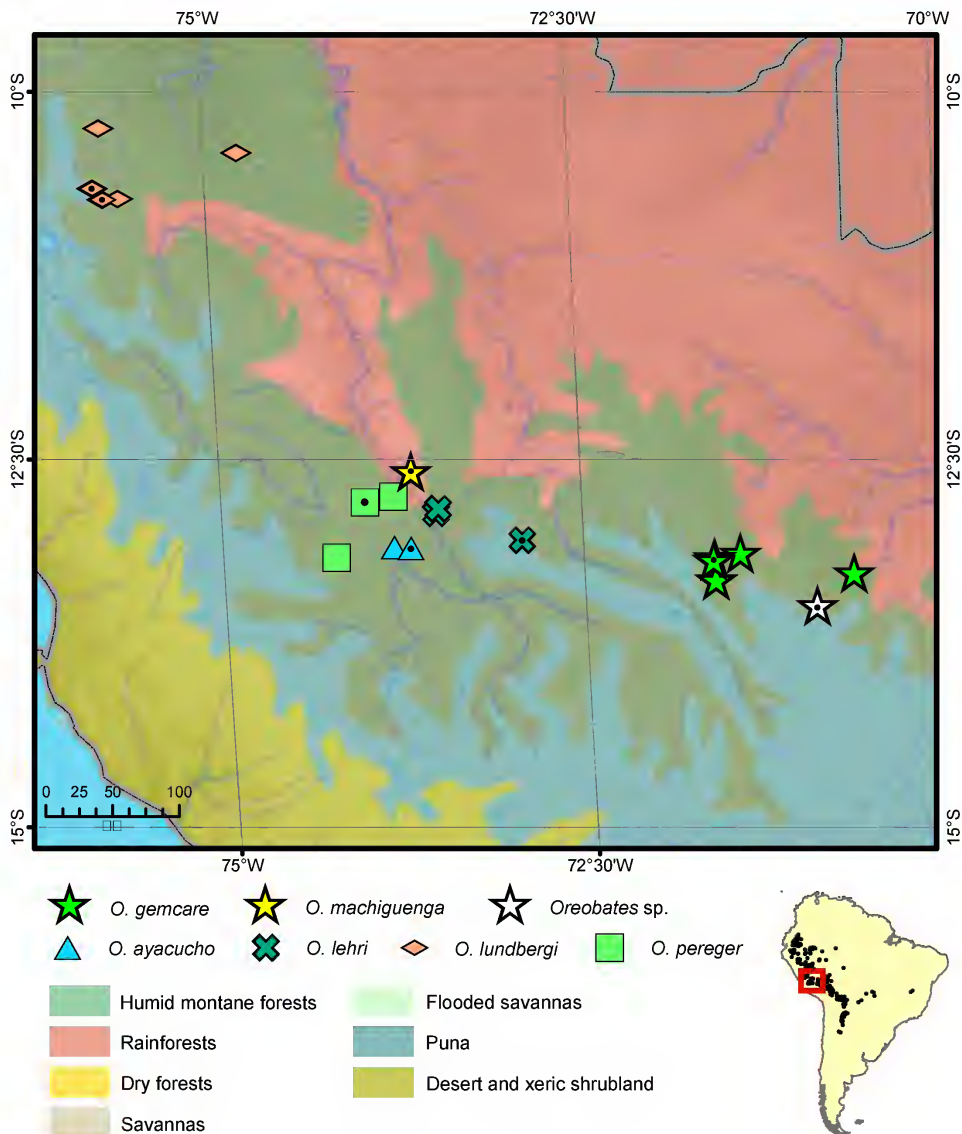 75°W 72°30'W 70°W
10°S 10°S
12°30'S 12°30'S
0 25 50 100
15°S 15°S
75°W 72°30'W
O. gemcare O. machiguenga Oreobates sp.
O. ayacucho O. lehri O. lundbergi O. pereger
Humid montane forests Flooded savannas
Rainforests Puna
Dry forests Desert and xeric shrubland
Savannas